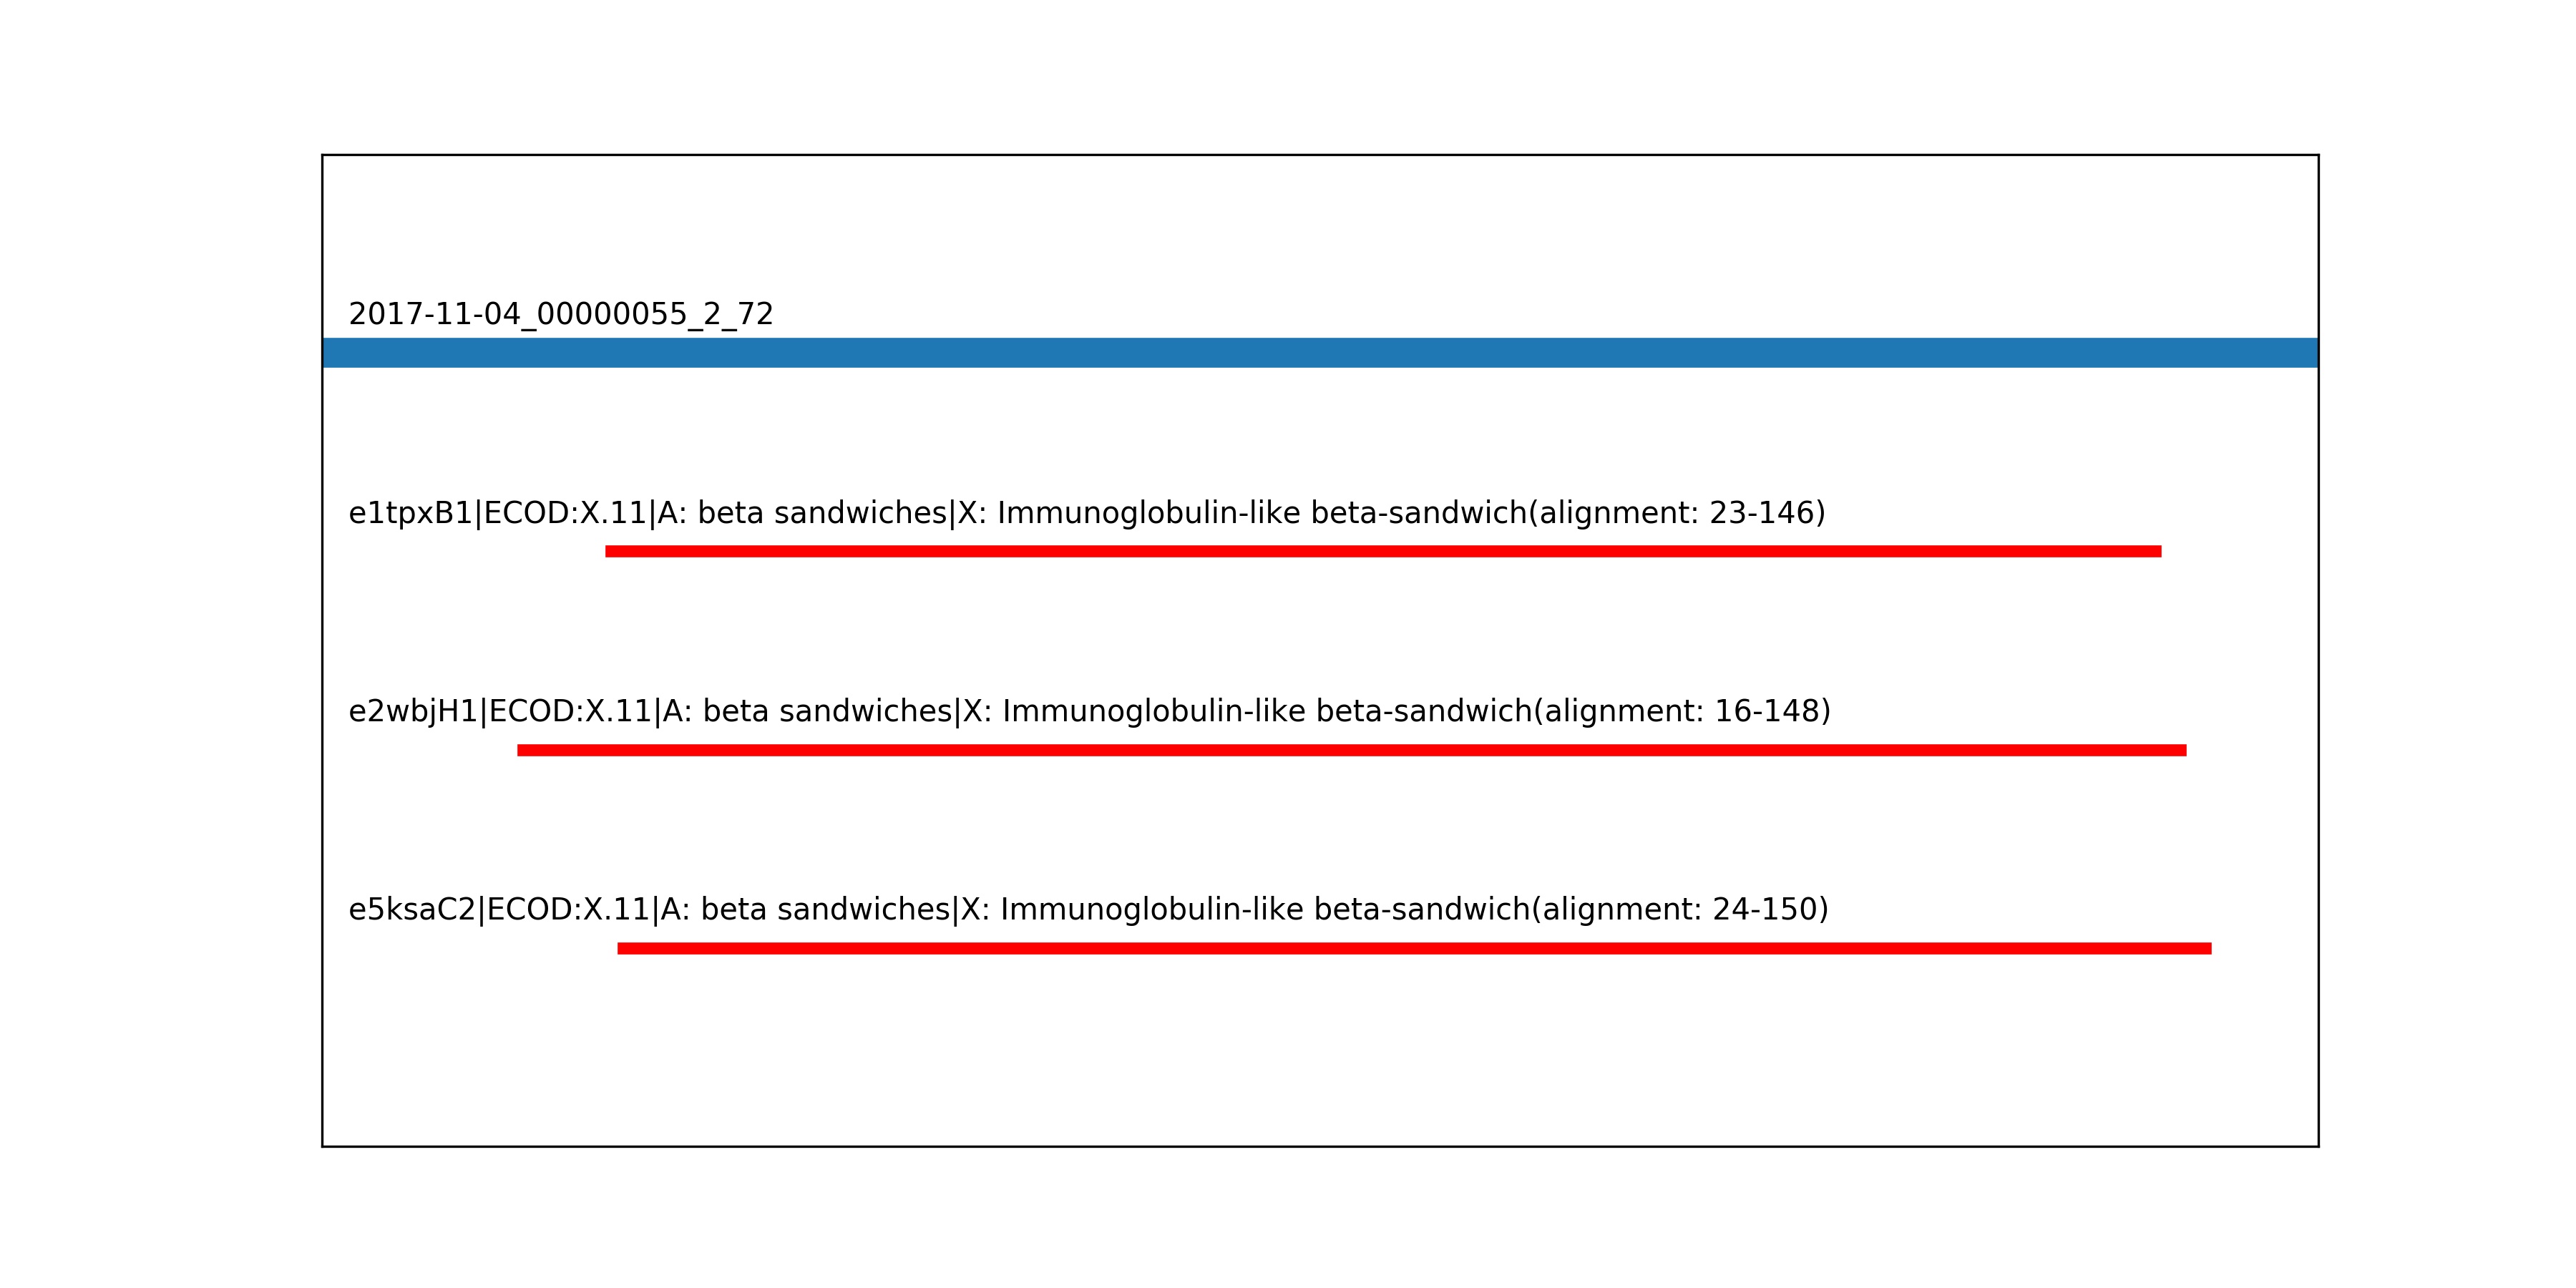 2017-11-04_00000055_2_72
e1tpxB1|ECOD:X.11|A: beta sandwiches|X: Immunoglobulin-like beta-sandwich(alignment: 23-146)
e2wbjH1|ECOD:X.11|A: beta sandwiches|X: Immunoglobulin-like beta-sandwich(alignment: 16-148)
e5ksaC2|ECOD:X.11|A: beta sandwiches|X: Immunoglobulin-like beta-sandwich(alignment: 24-150)